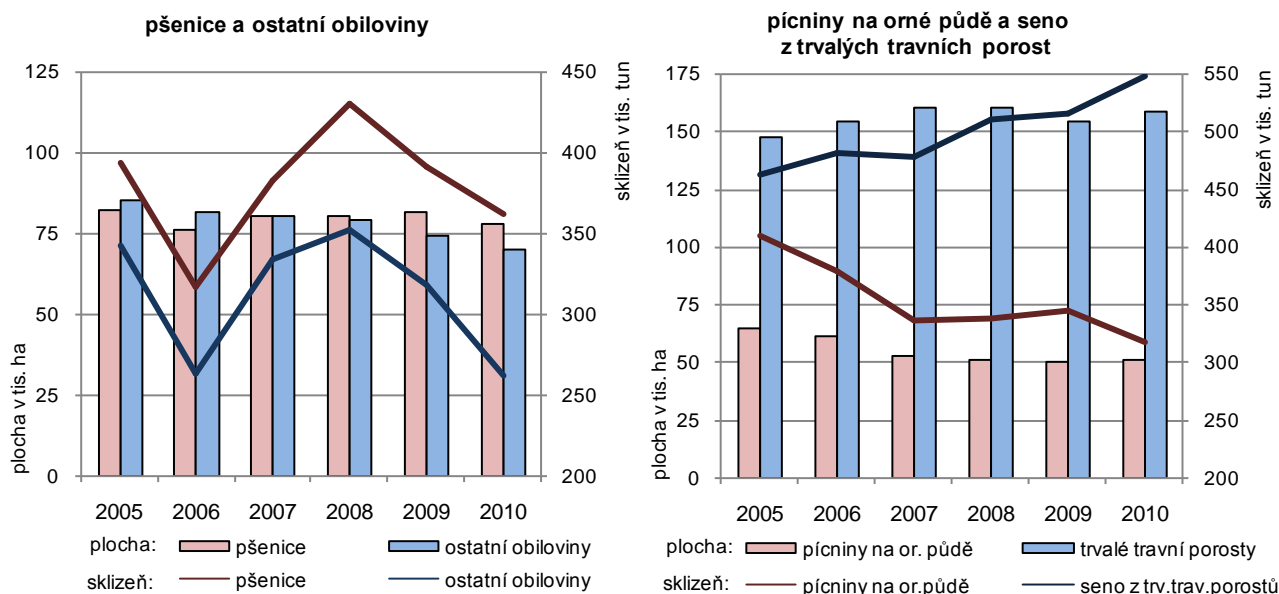 pšenice a ostatní obiloviny
plocha v tis. ha
125
100
75
50
25
0
450
400
350
300
250
200
sklizeň v tis. tun
2005 2006 2007 2008 2009 2010
plocha: pšenice ostatní obiloviny
sklizeň: pšenice ostatní obiloviny
pícniny na orné půdě a seno
z trvalých travních porost
plocha v tis. ha
175
150
125
100
75
50
25
0
550
500
450
400
350
300
250
200
sklizeň v tis. tun
2005 2006 2007 2008 2009 2010
plocha: pícniny na or. půdě trvalé travní porosty
sklizeň: pícniny na or.půdě seno z trv.trav.porostů